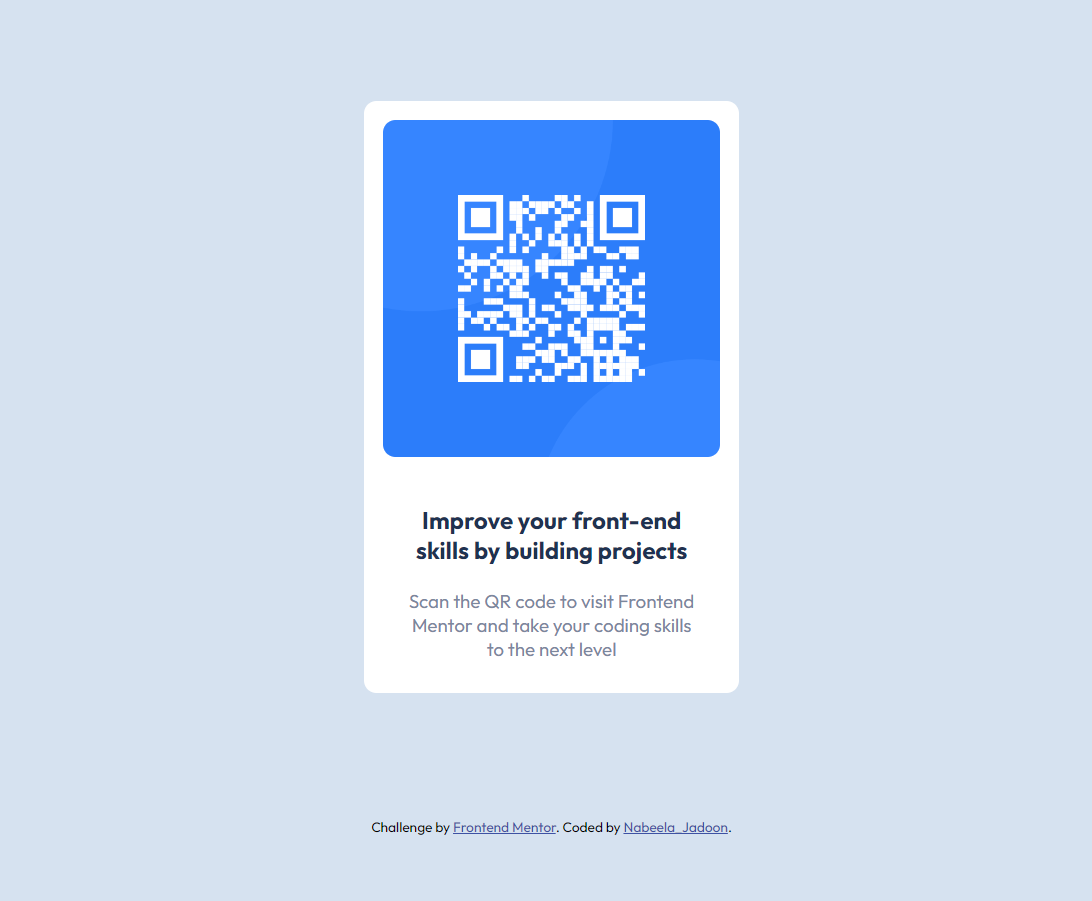 Improve your front-end
skills by building projects
Scan the QR code to visit Frontend
Mentor and take your coding skills
to the next level
Challenge by Frontend Mentor. Coded by Nabeela_Jadoon.